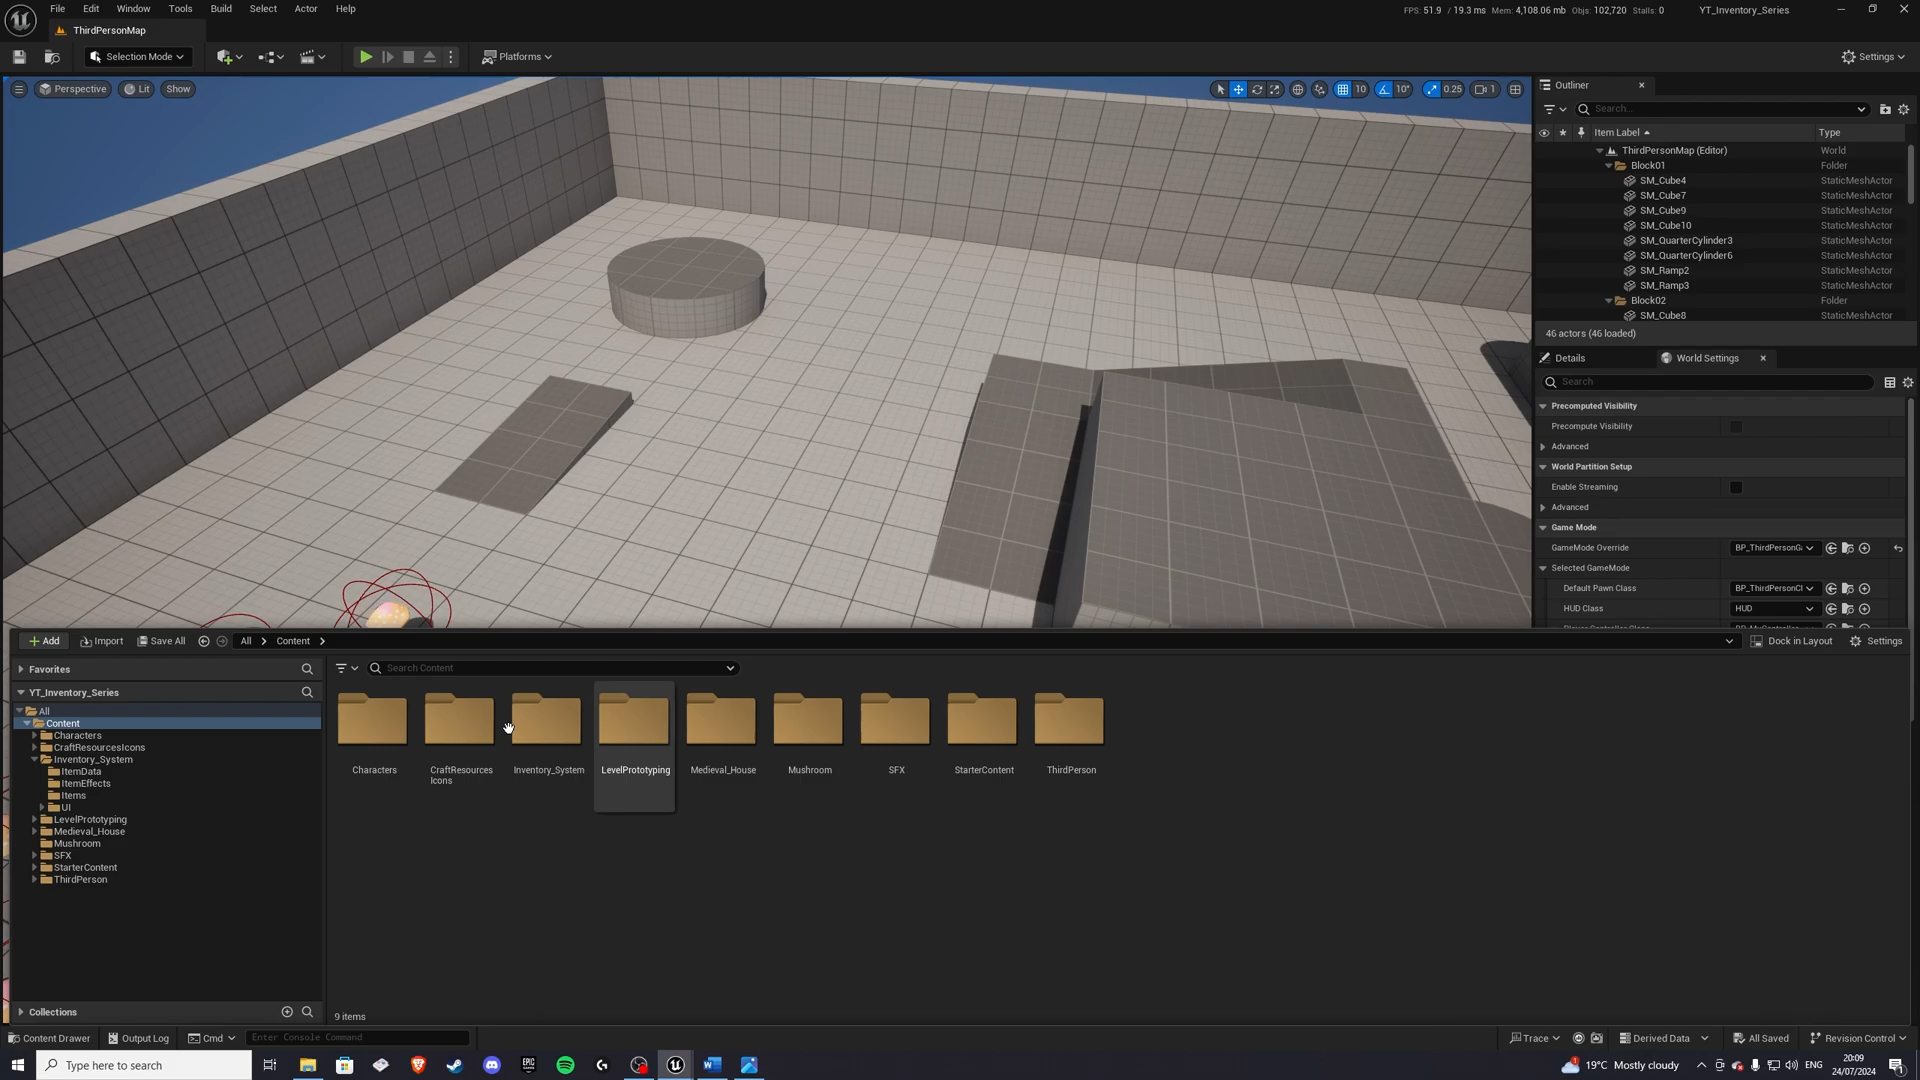 File Edit View Window Tools Build Select Actor Help
FPS: 51.9 / 19.3 ms Mem: 4,108.06 mb Objs: 102,720 Stalls: 0 YT_Inventory_Series
ThirdPersonMap
Selection Mode Platforms Settings
Perspective Lit Show 10 10° 0.25 1
Outliner
Search...
Item Label Type
ThirdPersonMap (Editor) World
Block01 Folder
SM_Cube4 StaticMeshActor
SM_Cube7 StaticMeshActor
SM_Cube9 StaticMeshActor
SM_Cube10 StaticMeshActor
SM_QuarterCylinder3 StaticMeshActor
SM_QuarterCylinder6 StaticMeshActor
SM_Ramp2 StaticMeshActor
SM_Ramp3 StaticMeshActor
Block02 Folder
SM_Cube8 StaticMeshActor
46 actors (46 loaded)
Details World Settings
Search
Precomputed Visibility
Precompute Visibility
Advanced
World Partition Setup
Enable Streaming
Advanced
Game Mode
GameMode Override BP_ThirdPersonG
Selected GameMode
Default Pawn Class BP_ThirdPersonCl
HUD Class HUD
Add Import Save All All Content Dock in Layout Settings
Favorites
Search Content
YT_Inventory_Series
All
Content
Characters
CraftResourcesIcons
Inventory_System
ItemData
ItemEffects
Items
UI
LevelPrototyping
Medieval_House
Mushroom
SFX
StarterContent
ThirdPerson
Characters CraftResources Inventory_System LevelPrototyping Medieval_House Mushroom SFX StarterContent ThirdPerson
Icons
Collections
9 items
Content Drawer Output Log Cmd Enter Console Command Trace Derived Data All Saved Revision Control
Type here to search
19°C Mostly cloudy ENG
20:09
24/07/2024